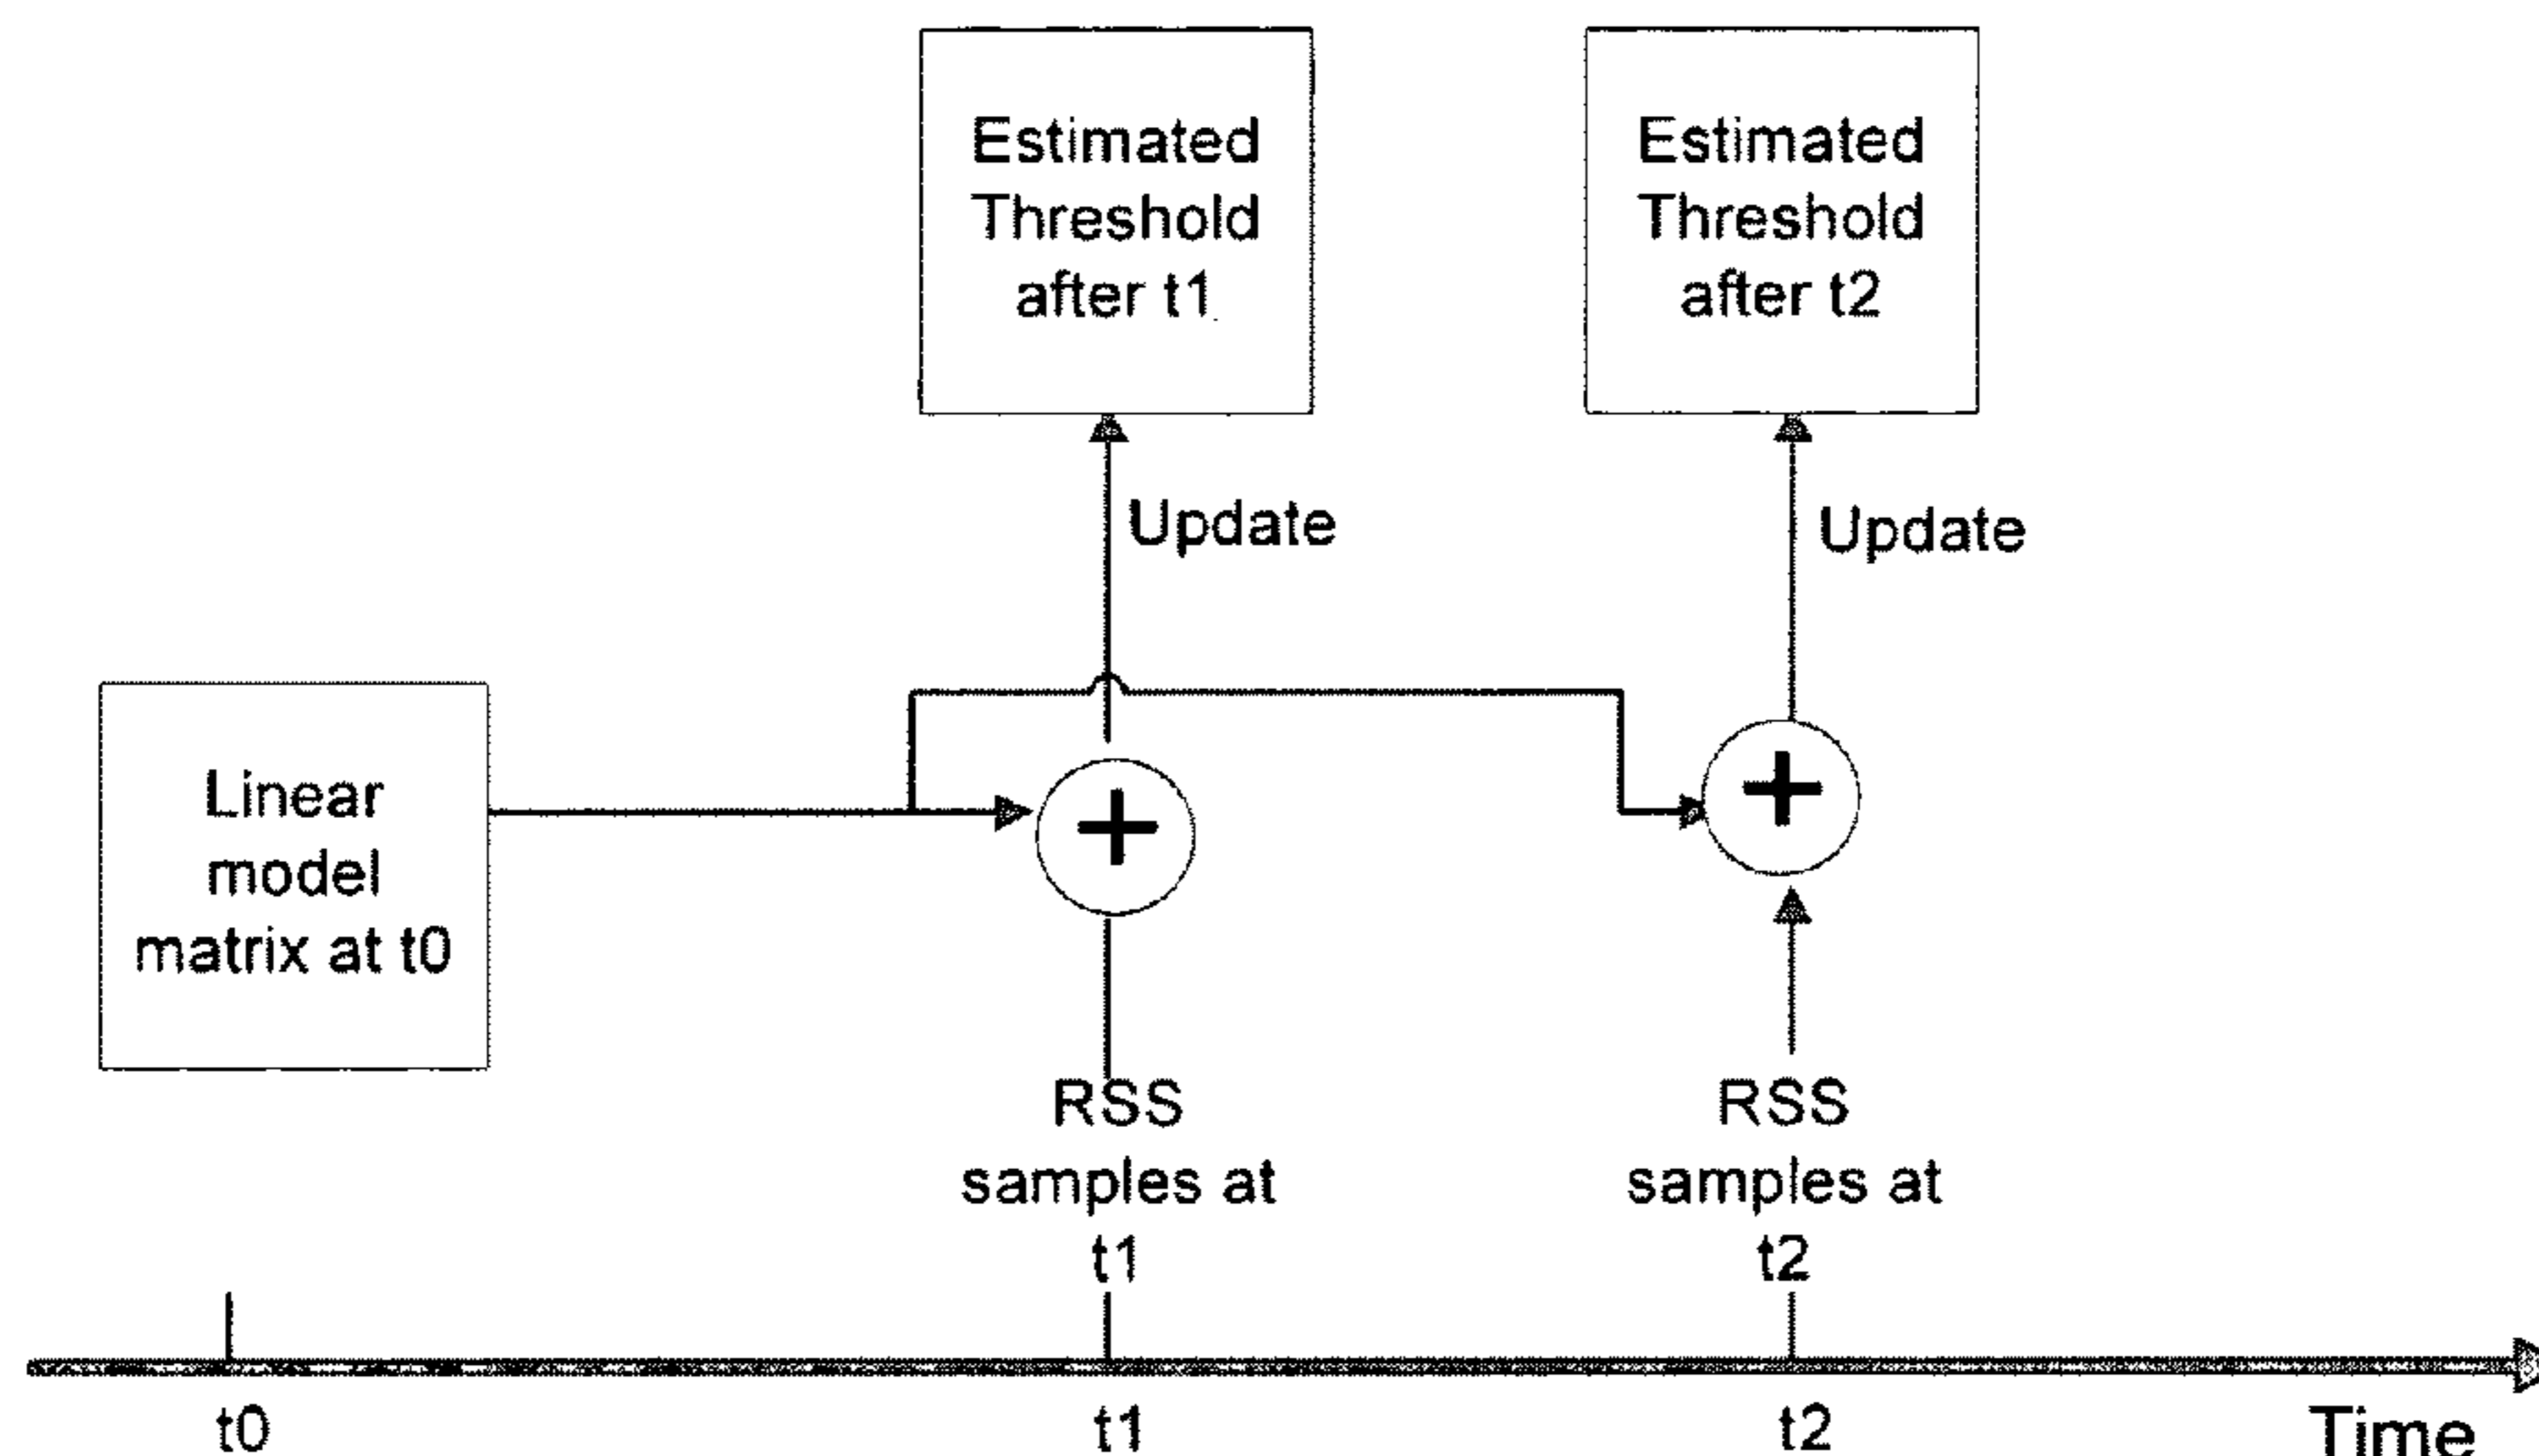 Estimated
Threshold
after t1
Estimated
Threshold
after t2
Update
Update
Linear
model
matrix at t0
+
+
RSS
samples at
t1
RSS
samples at
t2
t0
t1
t2
Time